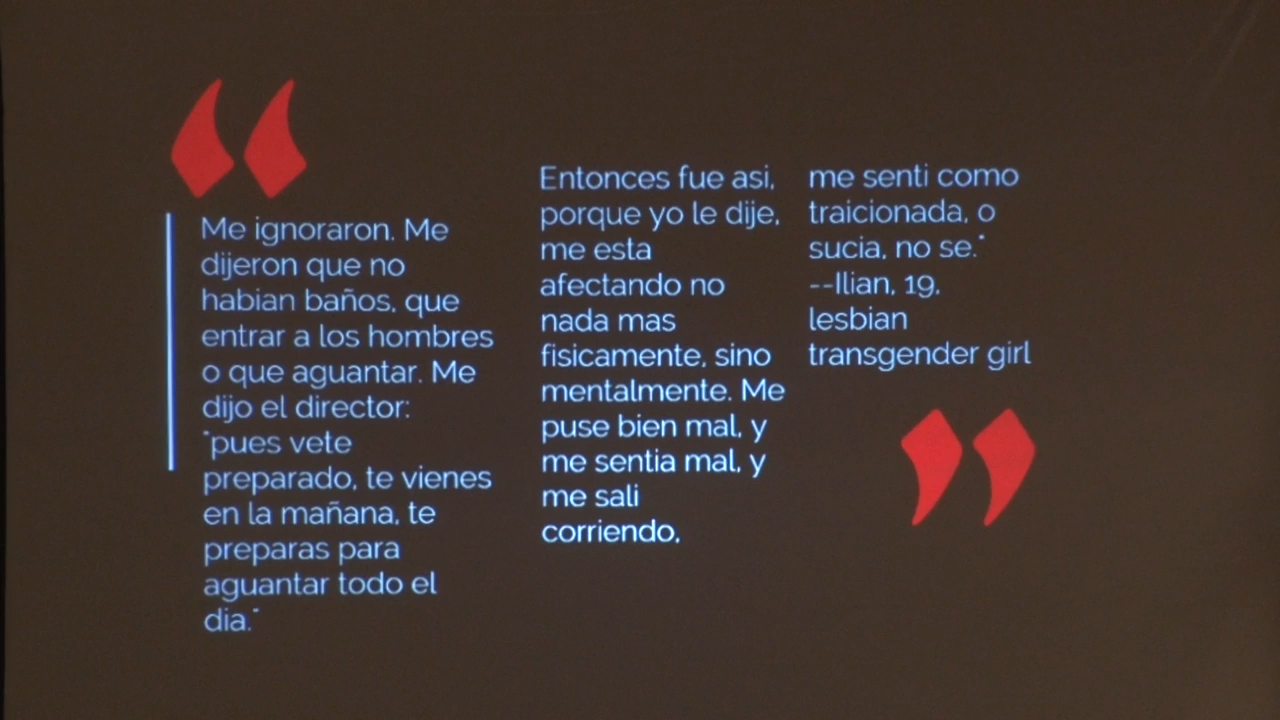 Me ignoraron. Me
dijeron que no
habian baños, que
entrar a los hombres
o que aguantar. Me
dijo el director:
"pues vete
preparado, te vienes
en la mañana, te
preparas para
aguantar todo el
dia."
Entonces fue asi,
porque yo le dije,
me esta
afectando no
nada mas
fisicamente, sino
mentalmente. Me
puse bien mal, y
me sentia mal, y
me sali
corriendo,
me senti como
traicionada, o
sucia, no se."
--Ilian, 19,
lesbian
transgender girl